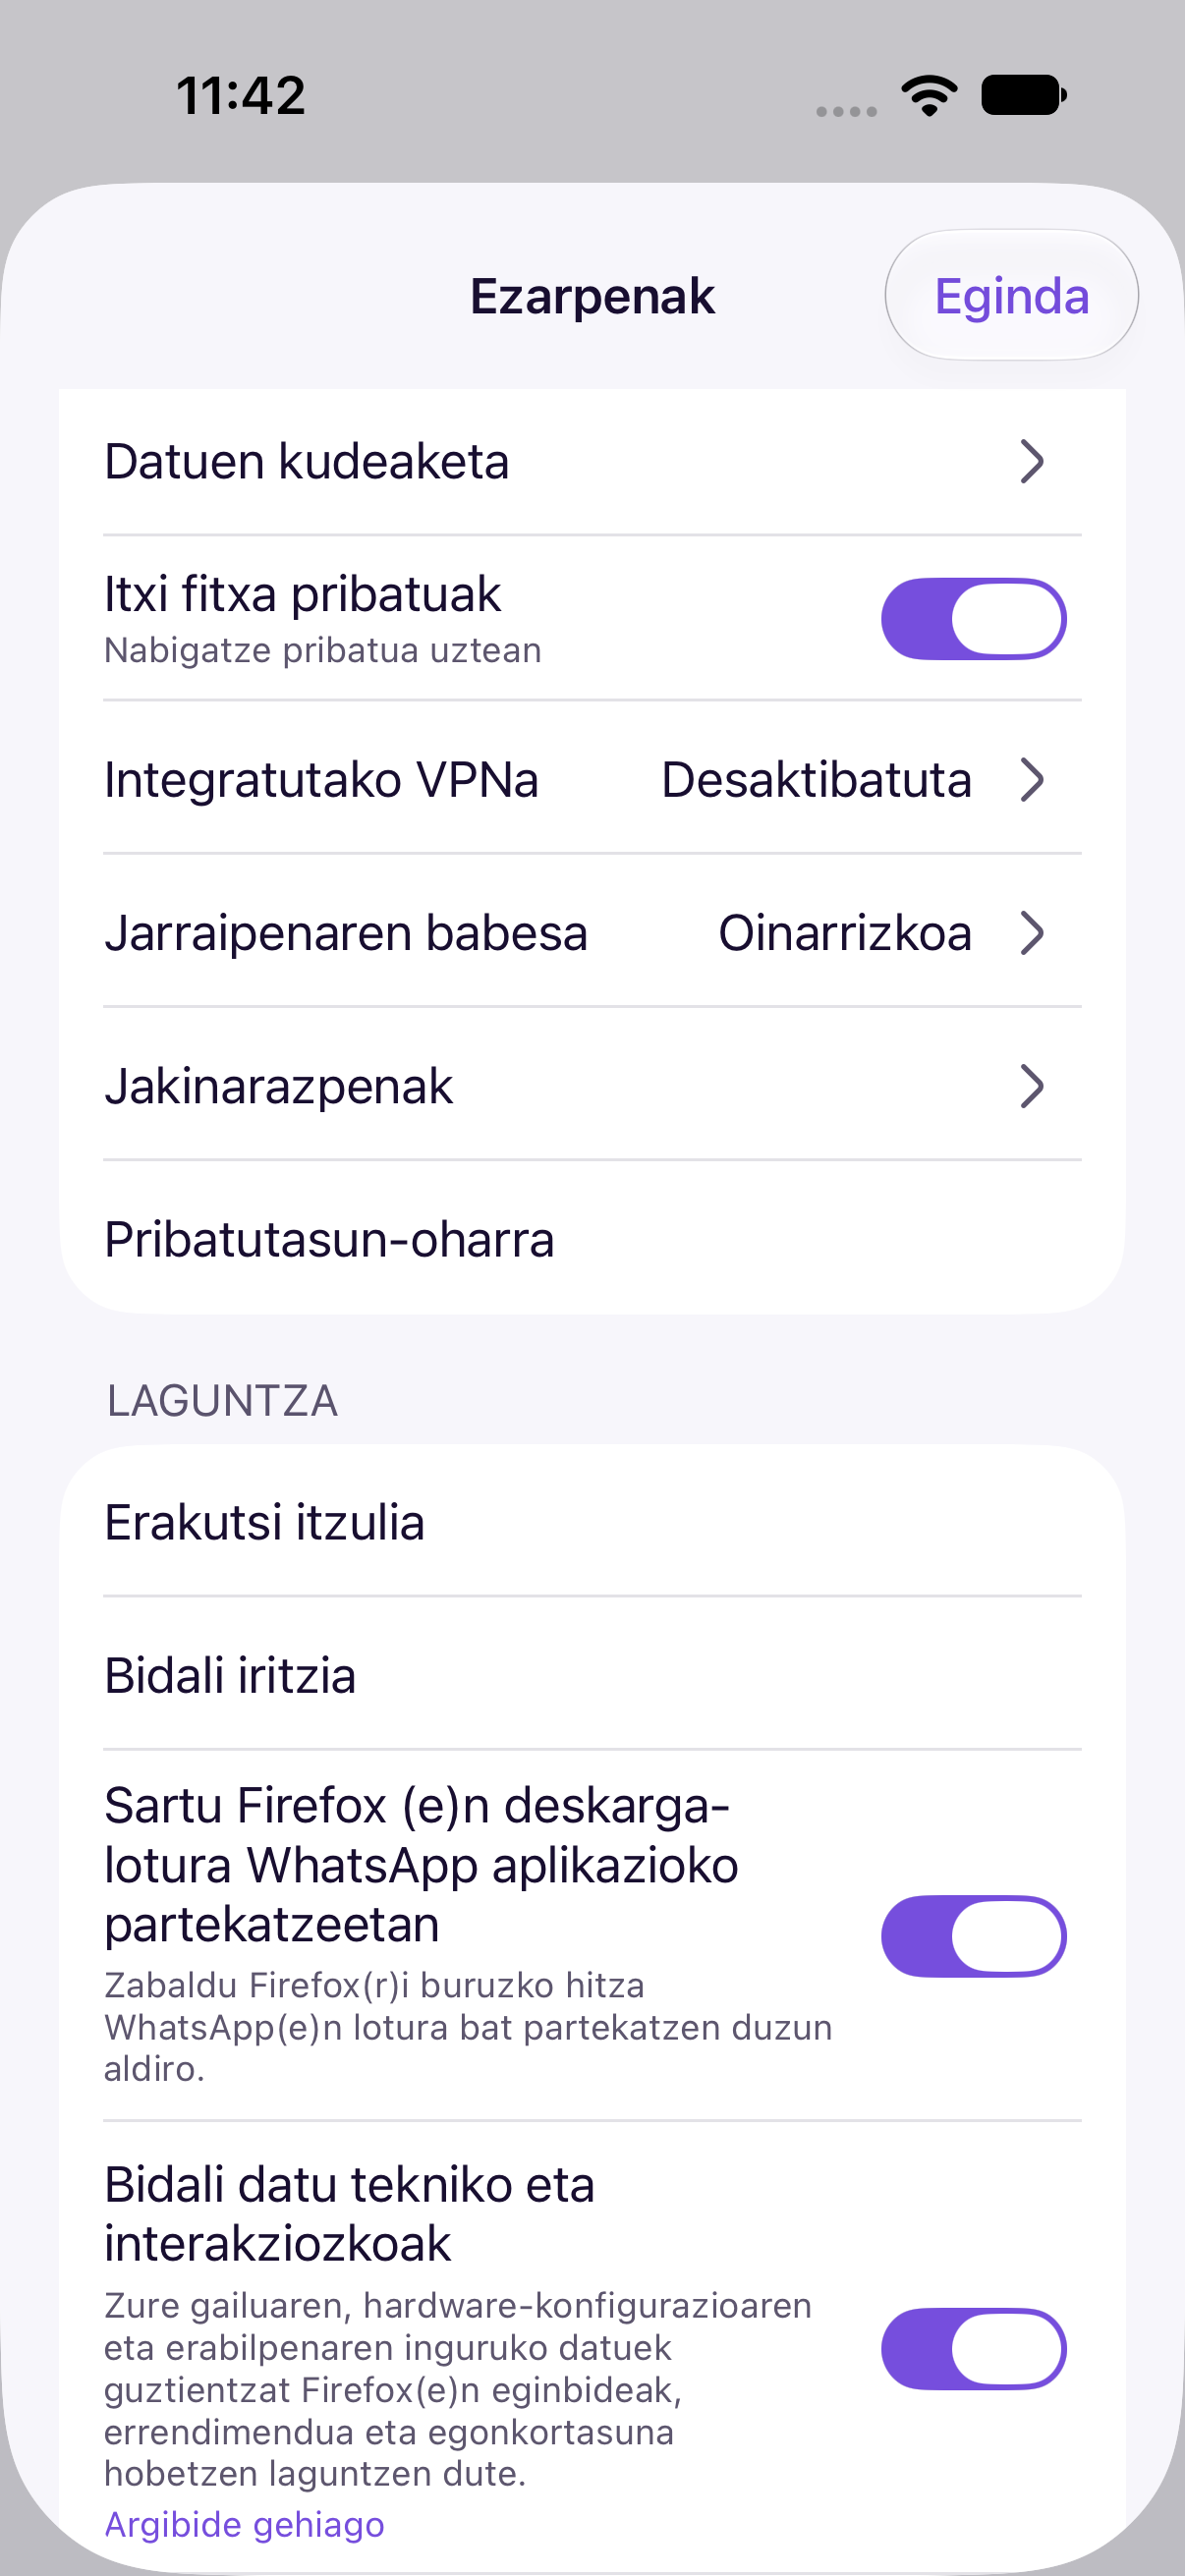 11:42
Ezarpenak
Eginda
Datuen kudeaketa
Itxi fitxa pribatuak
Nabigatze pribatua uztean
Integratutako VPNa Desaktibatuta
Jarraipenaren babesa Oinarrizkoa
Jakinarazpenak
Pribatutasun-oharra
LAGUNTZA
Erakutsi itzulia
Bidali iritzia
Sartu Firefox (e)n deskarga-
lotura WhatsApp aplikazioko
partekatzeetan
Zabaldu Firefox(r)i buruzko hitza
WhatsApp(e)n lotura bat partekatzen duzun
aldiro.
Bidali datu tekniko eta
interakziozkoak
Zure gailuaren, hardware-konfigurazioaren
eta erabilpenaren inguruko datuek
guztientzat Firefox(e)n eginbideak,
errendimendua eta egonkortasuna
hobetzen laguntzen dute.
Argibide gehiago